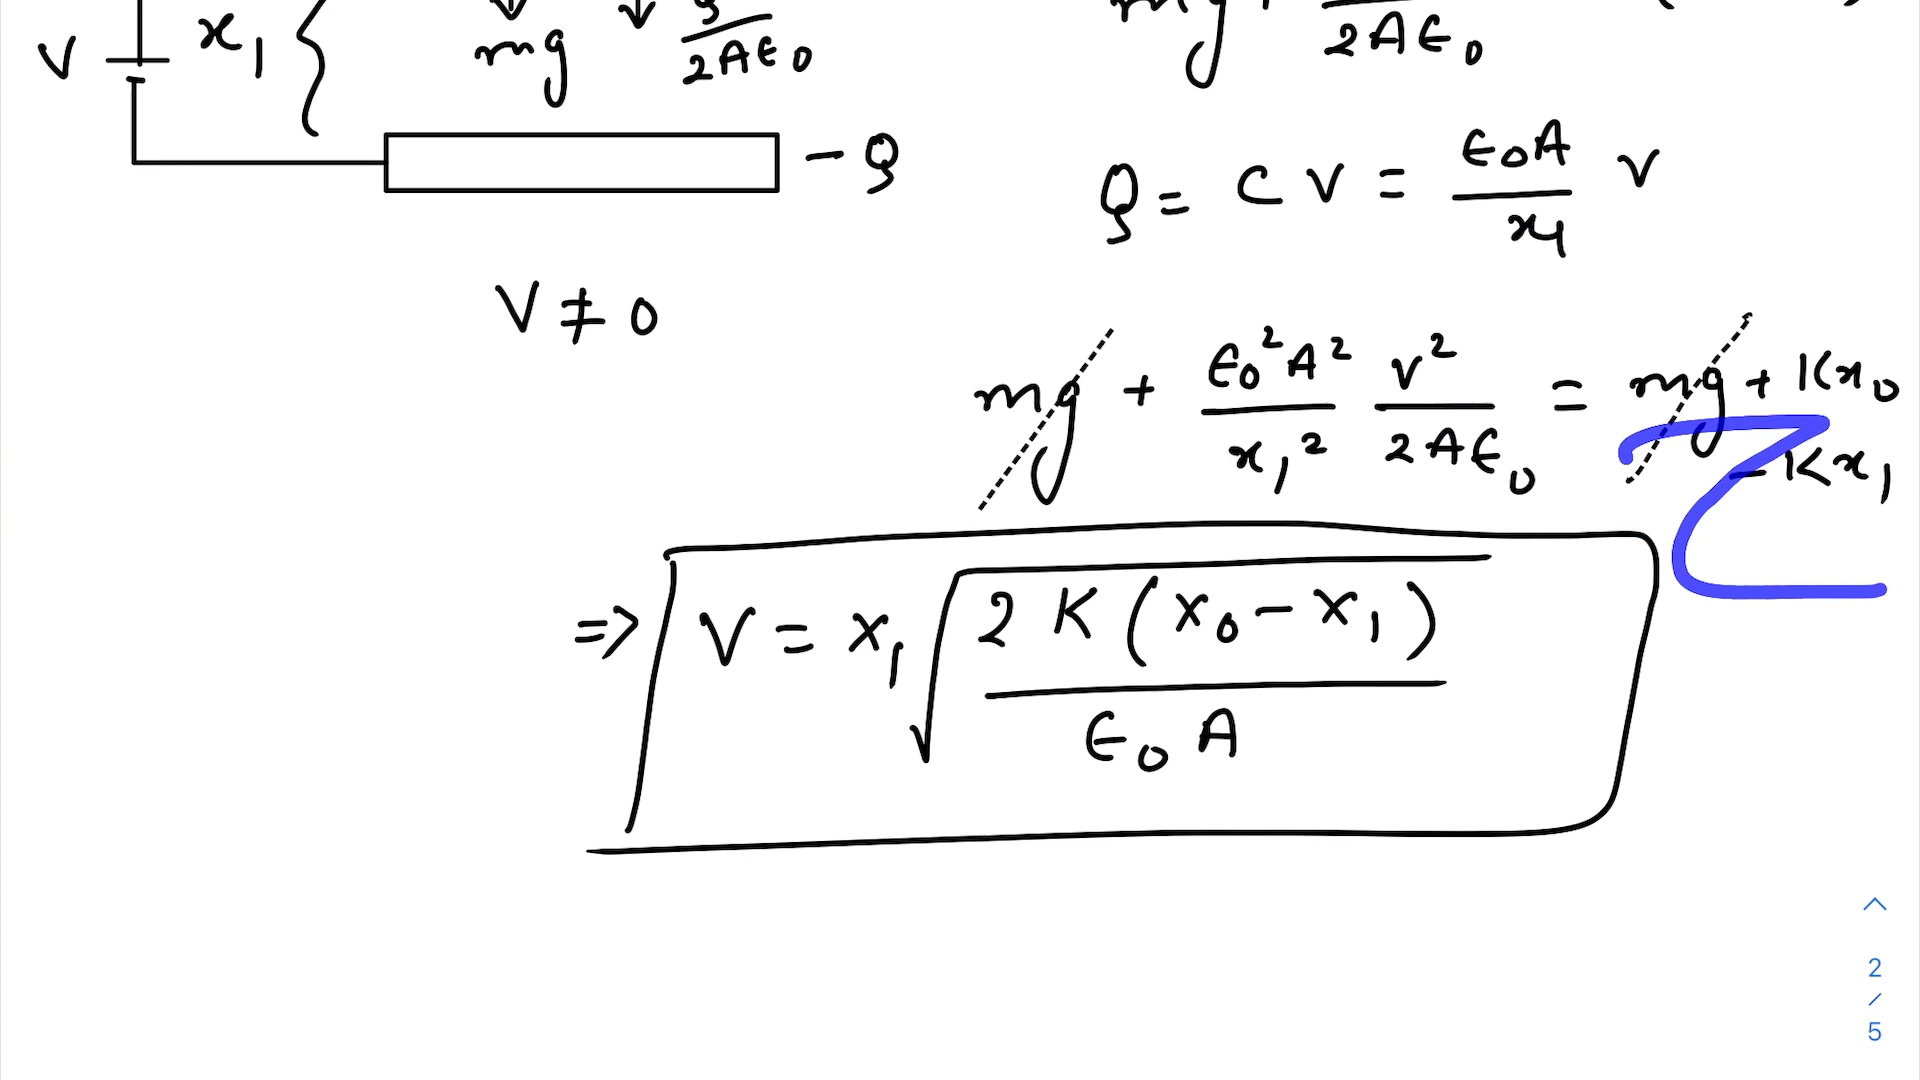 V x₁ mg Q²/2Aϵ₀
2Aϵ₀
−Q
Q = CV = ϵ₀A/x₁ V
V ≠ 0
mg + ϵ₀²A²/x₁² V²/2Aϵ₀ = mg + Kx₀
− Kx₁
=> V = x₁ √(2K(x₀ − x₁)/ϵ₀A)
2
/
5